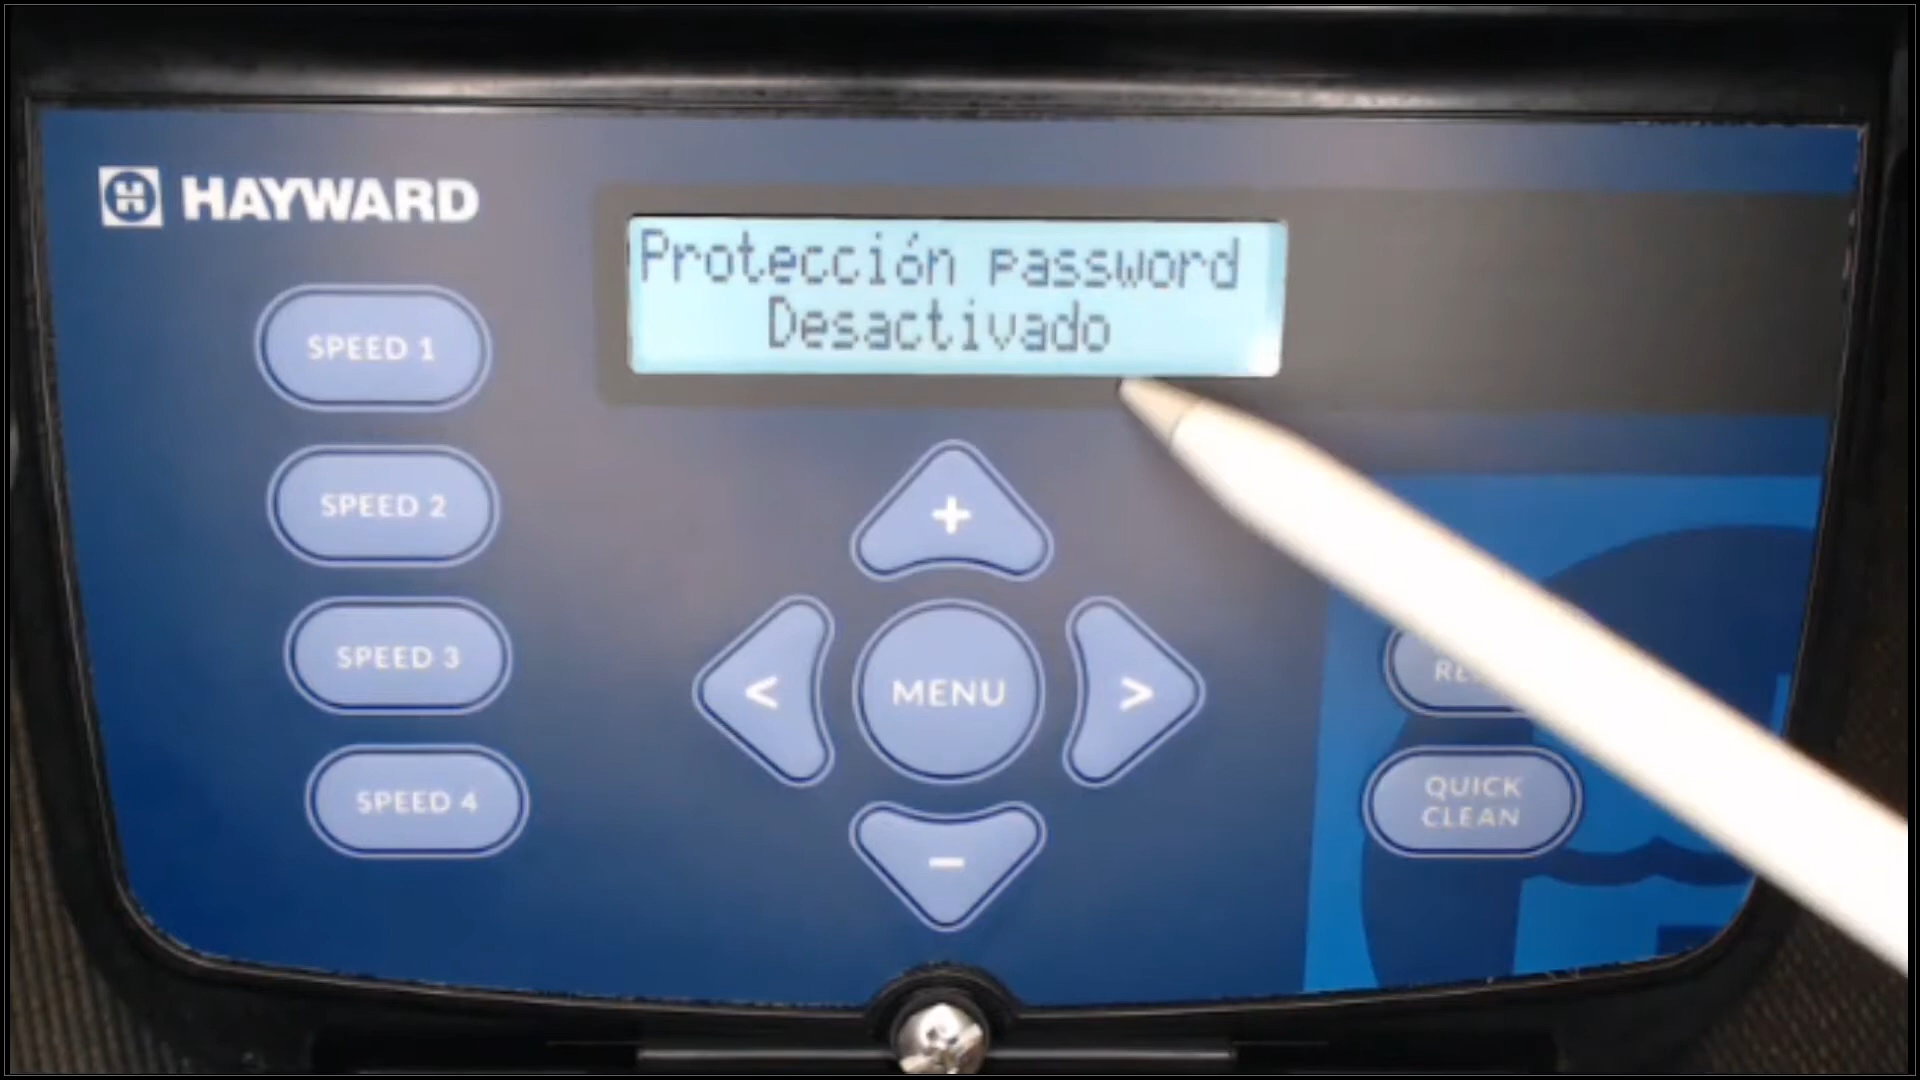 HAYWARD
Protección password
Desactivado
SPEED 1
SPEED 2
SPEED 3
SPEED 4
+
<
MENU
>
−
QUICK
CLEAN